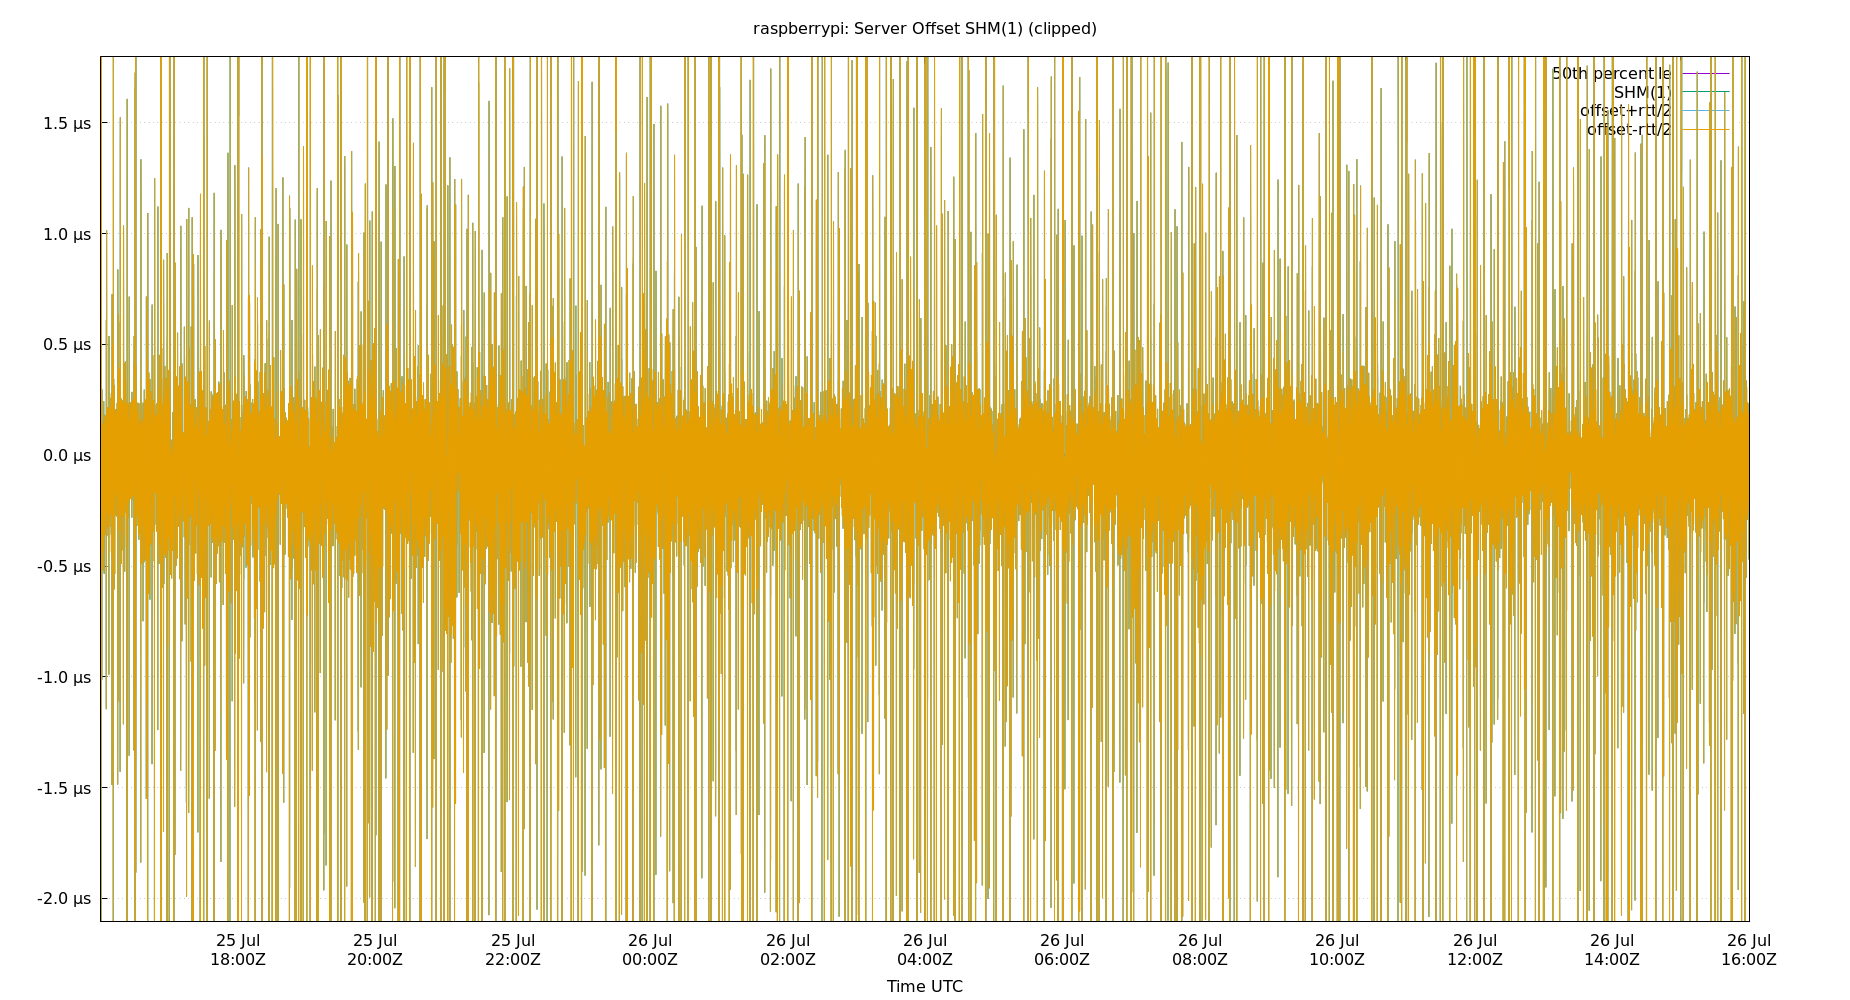 raspberrypi: Server Offset SHM(1) (clipped)
50th percentile
SHM(1)
offset+rtt/2
offset-rtt/2
1.5 µs
1.0 µs
0.5 µs
0.0 µs
-0.5 µs
-1.0 µs
-1.5 µs
-2.0 µs
25 Jul 25 Jul 25 Jul 26 Jul 26 Jul 26 Jul 26 Jul 26 Jul 26 Jul 26 Jul 26 Jul 26 Jul
18:00Z 20:00Z 22:00Z 00:00Z 02:00Z 04:00Z 06:00Z 08:00Z 10:00Z 12:00Z 14:00Z 16:00Z
Time UTC